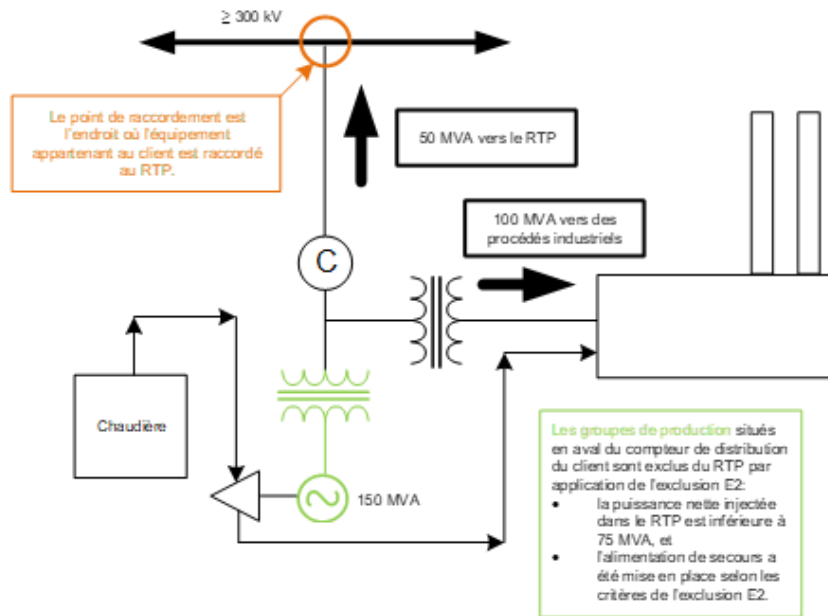 ≥ 300 kV
Le point de raccordement est
l'endroit où l'équipement
appartenant au client est raccordé
au RTP.
50 MVA vers le RTP
100 MVA vers des
procédés industriels
C
Chaudière
150 MVA
Les groupes de production situés
en aval du compteur de distribution
du client sont exclus du RTP par
application de l'exclusion E2:
• la puissance nette injectée
dans le RTP est inférieure à
75 MVA, et
• l'alimentation de secours a
été mise en place selon les
critères de l'exclusion E2.